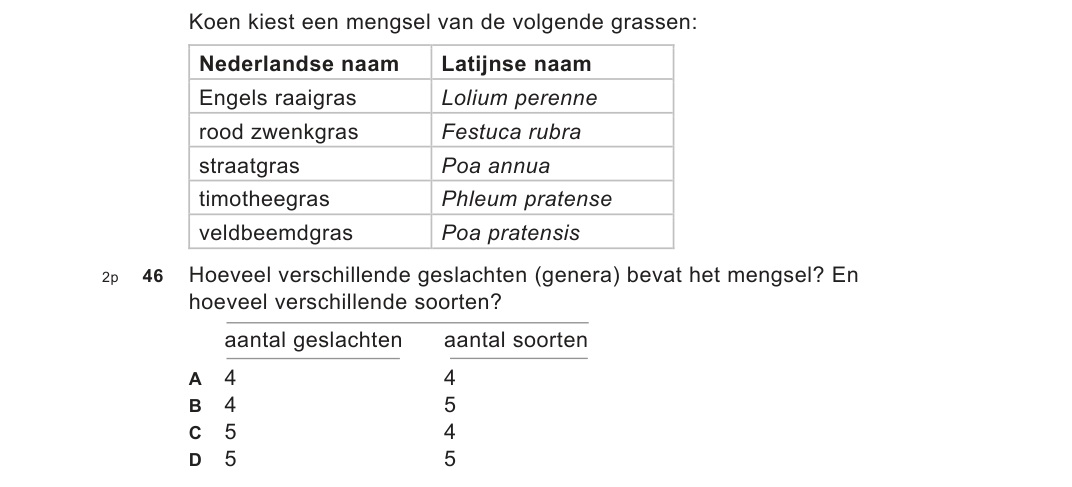 Koen kiest een mengsel van de volgende grassen:
Nederlandse naam Latijnse naam
Engels raaigras Lolium perenne
rood zwenkgras Festuca rubra
straatgras Poa annua
timotheegras Phleum pratense
veldbeemdgras Poa pratensis
2p 46 Hoeveel verschillende geslachten (genera) bevat het mengsel? En
hoeveel verschillende soorten?
aantal geslachten aantal soorten
A 4 4
B 4 5
C 5 4
D 5 5